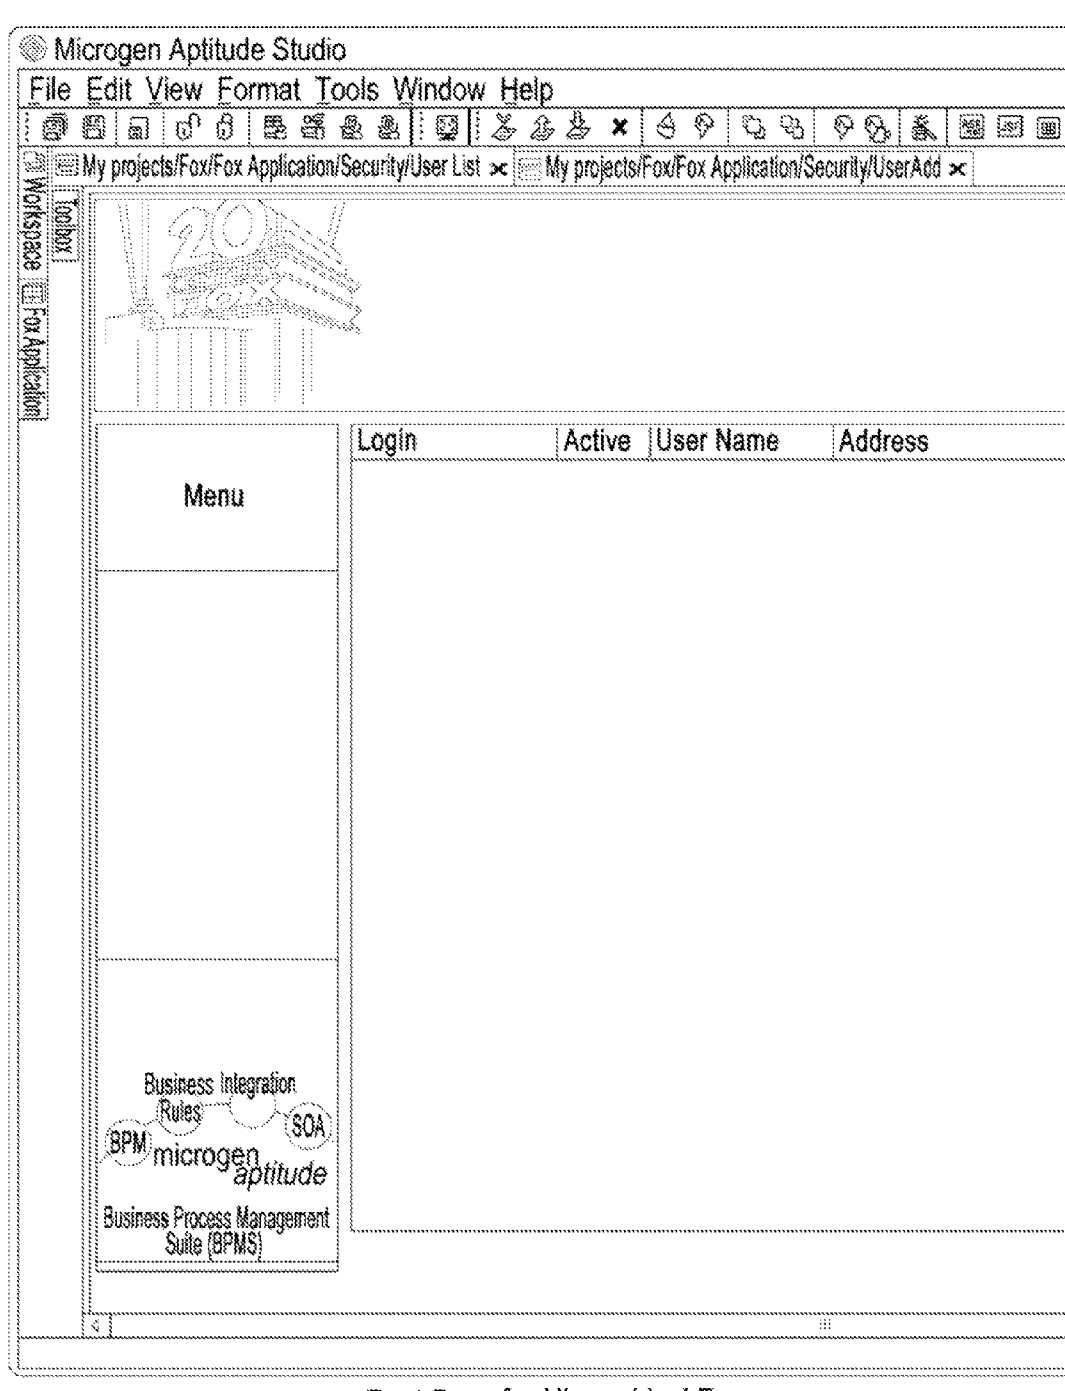 Microgen Aptitude Studio
File Edit View Format Tools Window Help
My projects/Fox/Fox Application/Security/User List
My projects/Fox/Fox Application/Security/UserAdd
Workspace
Fox Application
Toolbox
20
FOX
Login Active User Name Address
Menu
Business Integration
Rules
BPM
SOA
microgen
aptitude
Business Process Management
Suite (BPMS)